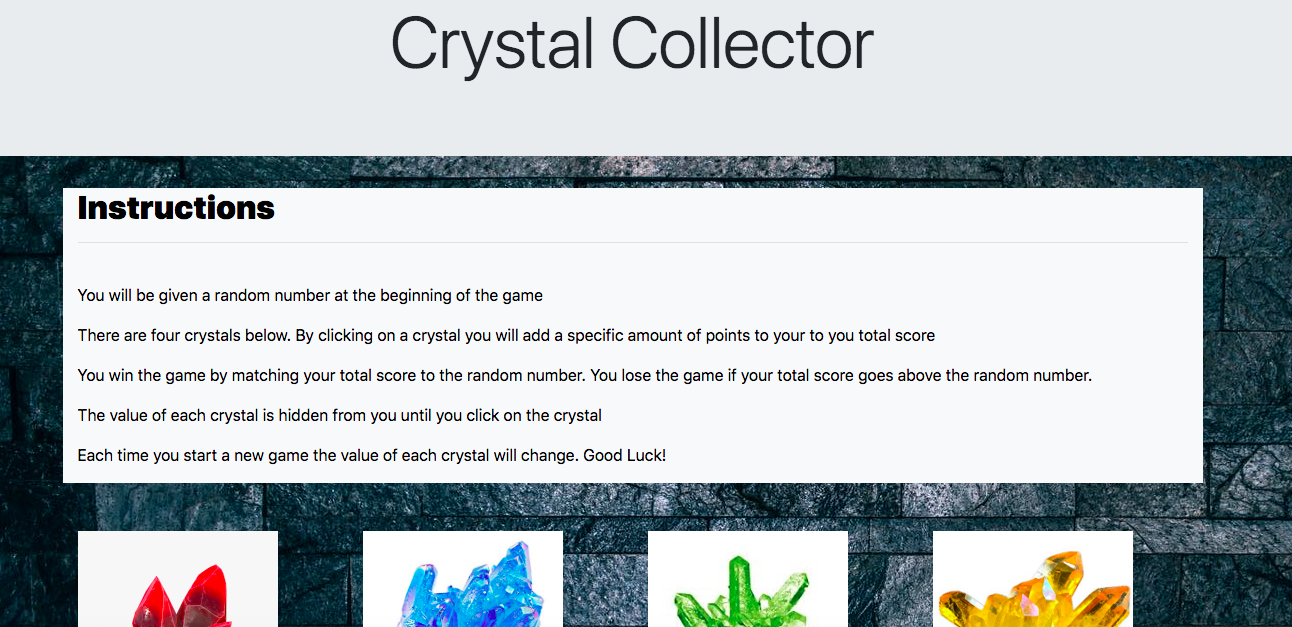 Crystal Collector
Instructions
You will be given a random number at the beginning of the game
There are four crystals below. By clicking on a crystal you will add a specific amount of points to your to you total score
You win the game by matching your total score to the random number. You lose the game if your total score goes above the random number.
The value of each crystal is hidden from you until you click on the crystal
Each time you start a new game the value of each crystal will change. Good Luck!